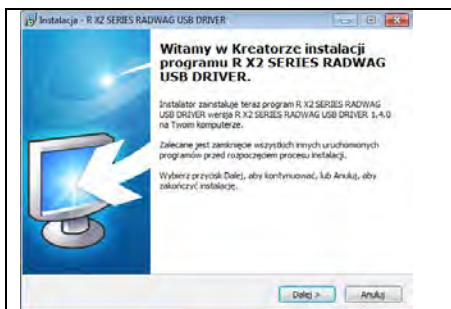 Instalacja - R X2 SERIES RADWAG USB DRIVER
Witamy w Kreatorze instalacji
programu R X2 SERIES RADWAG
USB DRIVER.
Instalator zainstaluje teraz program R X2 SERIES RADWAG
USB DRIVER wersja R X2 SERIES RADWAG USB DRIVER 1.4.0
na Twoim komputerze.
Zalecane jest zamknięcie wszystkich innych uruchomionych
programów przed rozpoczęciem procesu instalacji.
Wybierz przycisk Dalej, aby kontynuować, lub Anuluj, aby
zakończyć instalację.
Dalej > Anuluj